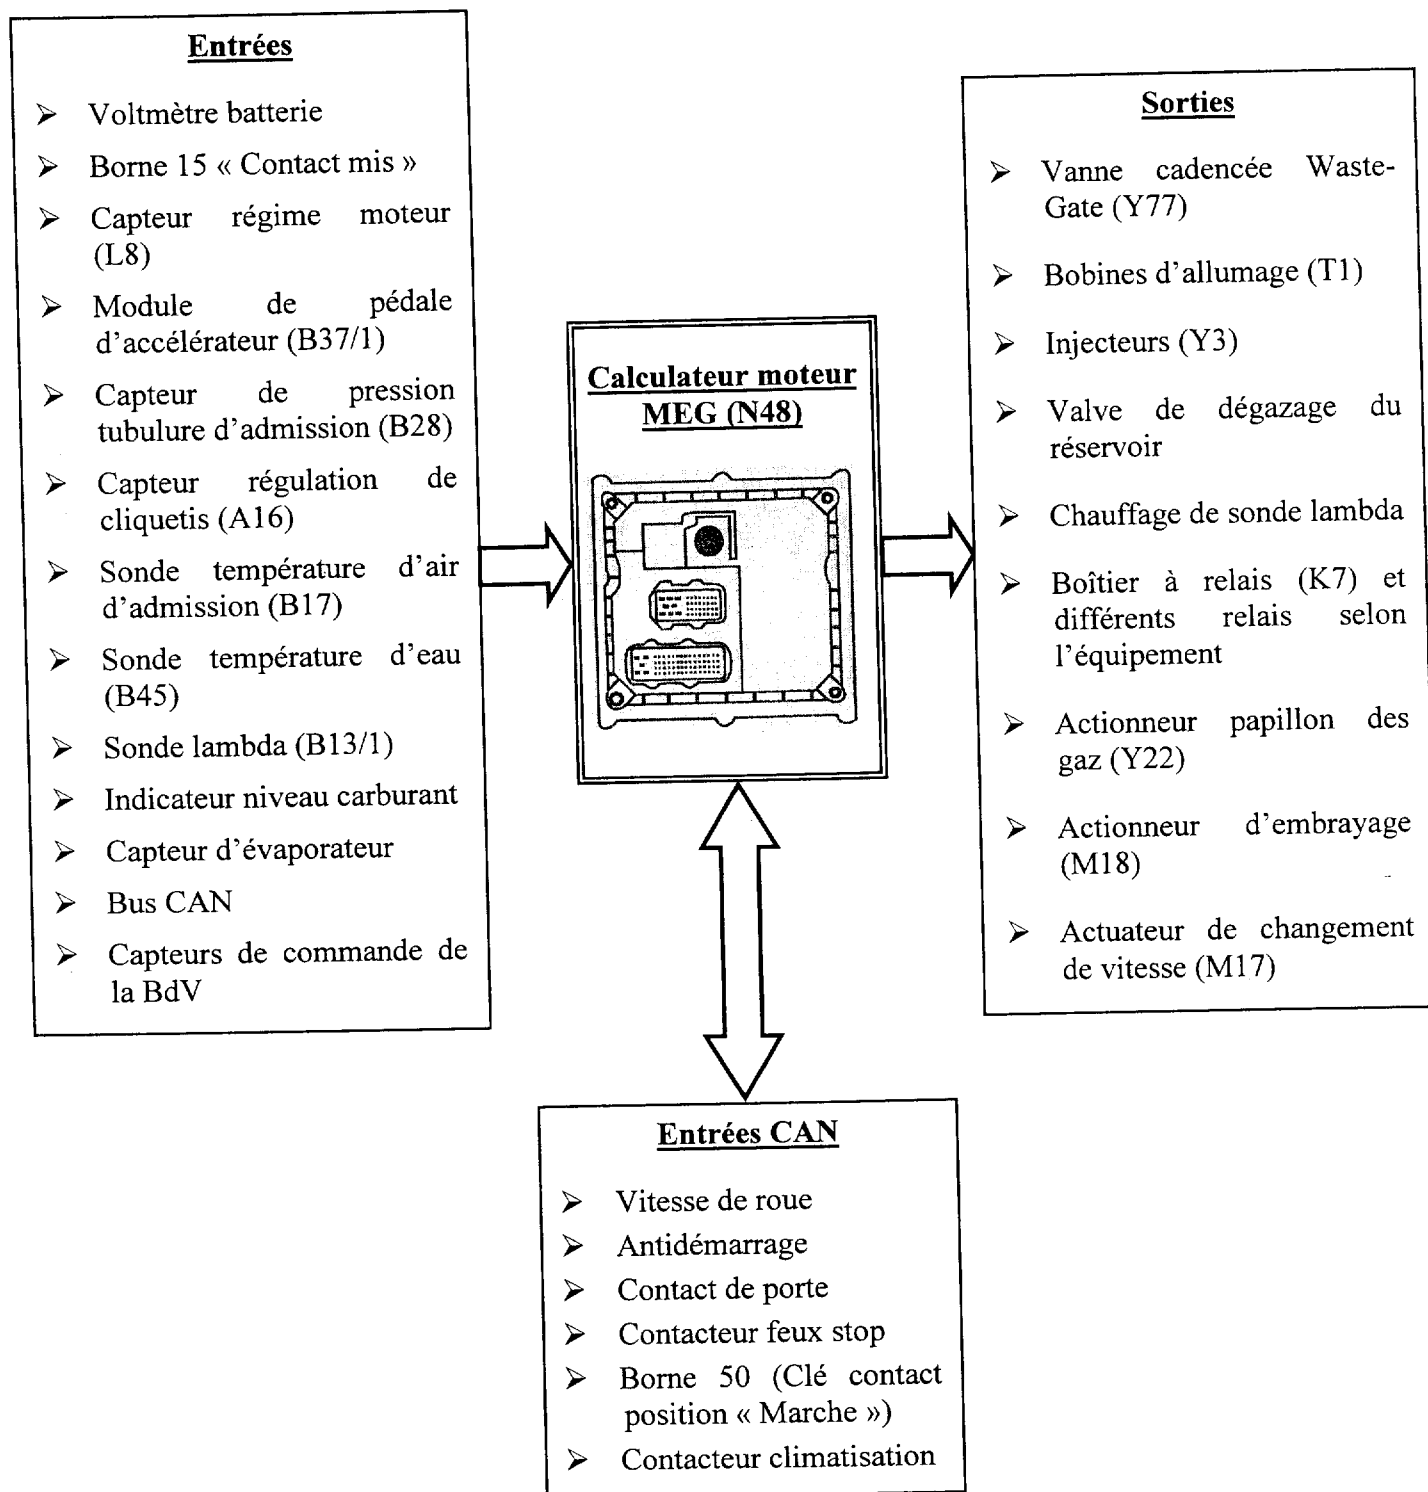 Entrées
➢ Voltmètre batterie
➢ Borne 15 « Contact mis »
➢ Capteur régime moteur
(L8)
➢ Module de pédale
d'accélérateur (B37/1)
➢ Capteur de pression
tubulure d'admission (B28)
➢ Capteur régulation de
cliquetis (A16)
➢ Sonde température d'air
d'admission (B17)
➢ Sonde température d'eau
(B45)
➢ Sonde lambda (B13/1)
➢ Indicateur niveau carburant
➢ Capteur d'évaporateur
➢ Bus CAN
➢ Capteurs de commande de
la BdV
Calculateur moteur
MEG (N48)
Sorties
➢ Vanne cadencée Waste-
Gate (Y77)
➢ Bobines d'allumage (T1)
➢ Injecteurs (Y3)
➢ Valve de dégazage du
réservoir
➢ Chauffage de sonde lambda
➢ Boîtier à relais (K7) et
différents relais selon
l'équipement
➢ Actionneur papillon des
gaz (Y22)
➢ Actionneur d'embrayage
(M18)
➢ Actuateur de changement
de vitesse (M17)
Entrées CAN
➢ Vitesse de roue
➢ Antidémarrage
➢ Contact de porte
➢ Contacteur feux stop
➢ Borne 50 (Clé contact
position « Marche »)
➢ Contacteur climatisation